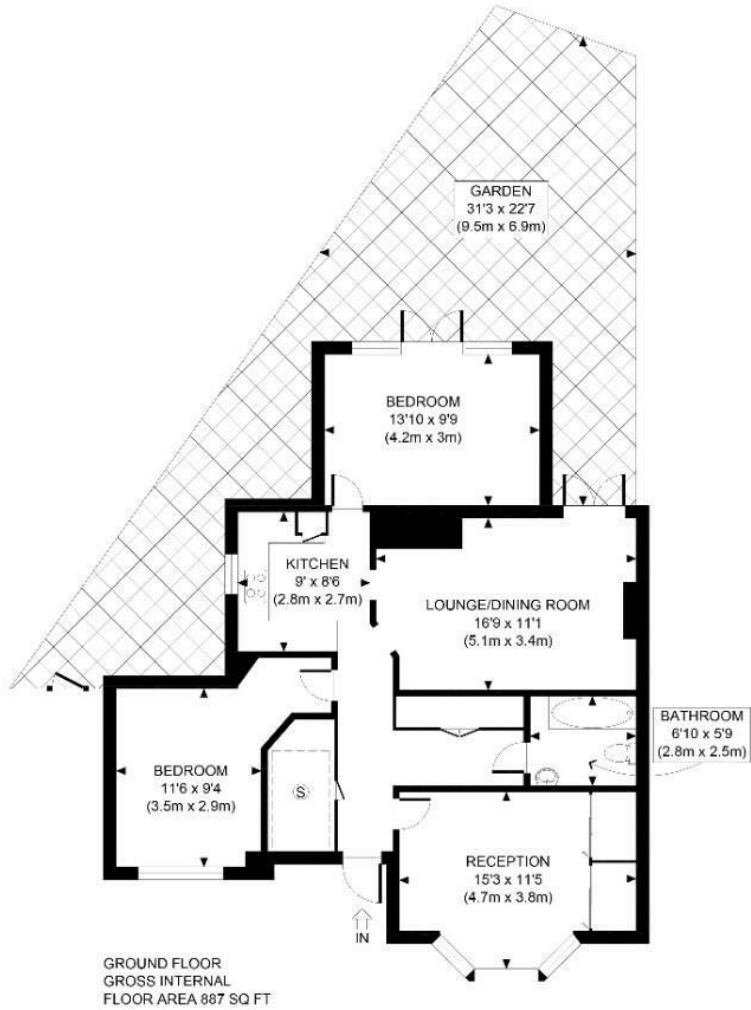 GARDEN
31'3 x 22'7
(9.5m x 6.9m)
BEDROOM
13'10 x 9'9
(4.2m x 3m)
KITCHEN
9' x 8'6
(2.8m x 2.7m)
LOUNGE/DINING ROOM
16'9 x 11'1
(5.1m x 3.4m)
BATHROOM
6'10 x 5'9
(2.8m x 2.5m)
BEDROOM
11'6 x 9'4
(3.5m x 2.9m)
S
RECEPTION
15'3 x 11'5
(4.7m x 3.8m)
IN
GROUND FLOOR
GROSS INTERNAL
FLOOR AREA 887 SQ FT